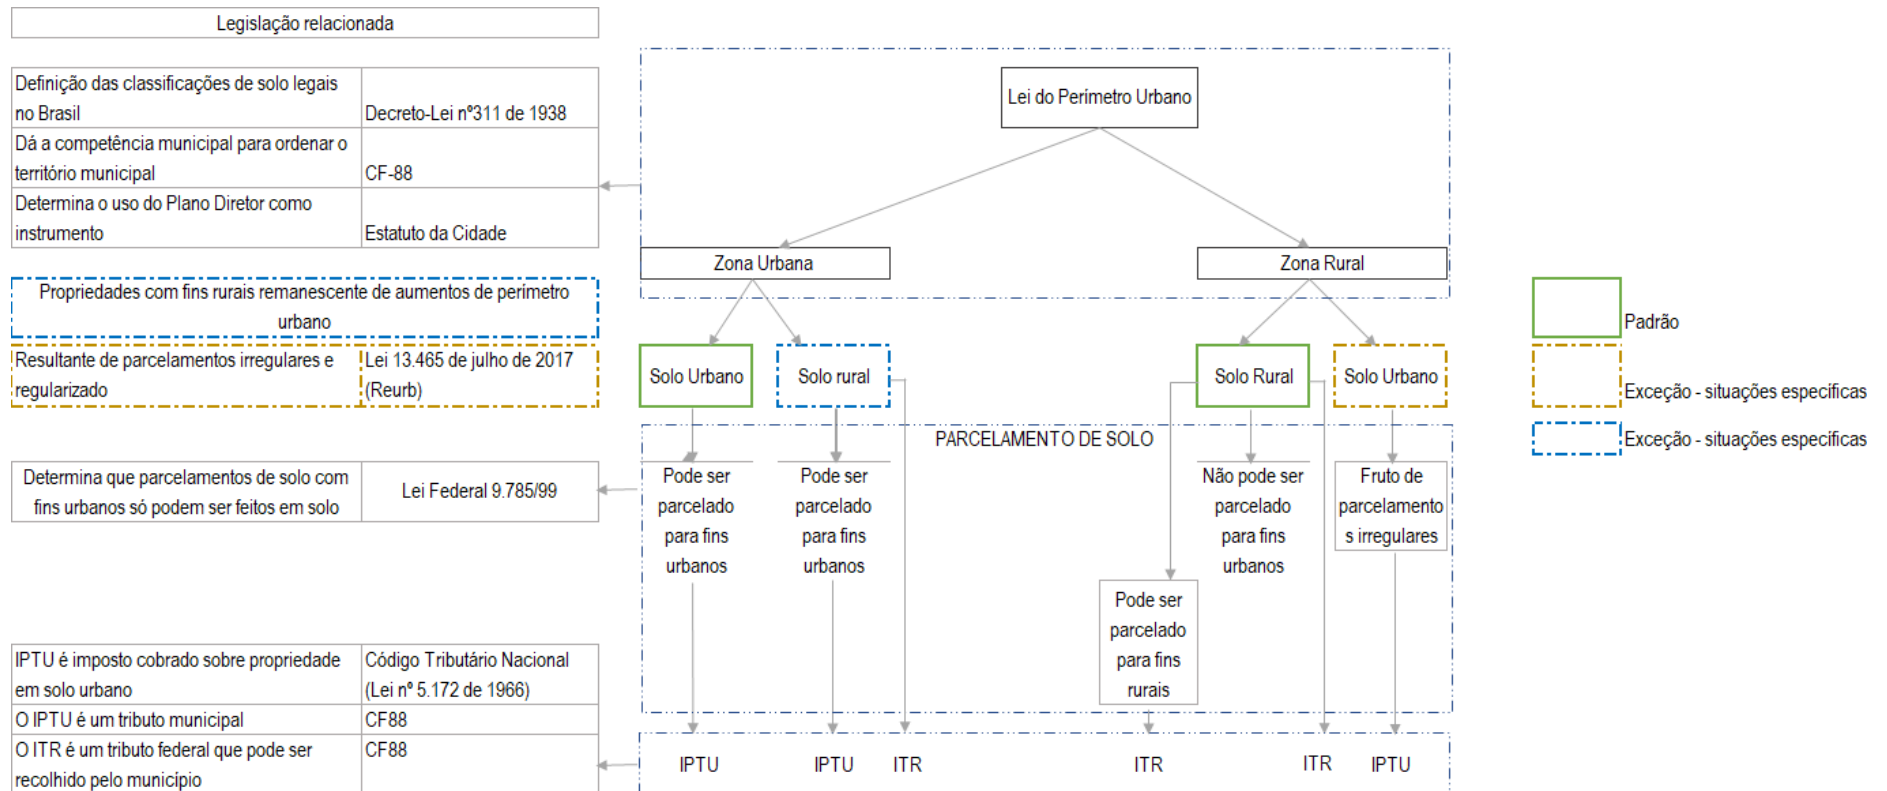 Legislação relacionada
Definição das classificações de solo legais
no Brasil
Decreto-Lei nº311 de 1938
Dá a competência municipal para ordenar o
território municipal
CF-88
Determina o uso do Plano Diretor como
instrumento
Estatuto da Cidade
Propriedades com fins rurais remanescente de aumentos de perímetro
urbano
Resultante de parcelamentos irregulares e
regularizado
Lei 13.465 de julho de 2017
(Reurb)
Determina que parcelamentos de solo com
fins urbanos só podem ser feitos em solo
Lei Federal 9.785/99
IPTU é imposto cobrado sobre propriedade
em solo urbano
Código Tributário Nacional
(Lei nº 5.172 de 1966)
O IPTU é um tributo municipal
CF88
O ITR é um tributo federal que pode ser
recolhido pelo município
CF88
Lei do Perímetro Urbano
Zona Urbana
Zona Rural
Solo Urbano
Solo rural
Solo Rural
Solo Urbano
PARCELAMENTO DE SOLO
Pode ser
parcelado
para fins
urbanos
Pode ser
parcelado
para fins
urbanos
Não pode ser
parcelado
para fins
urbanos
Fruto de
parcelamento
s irregulares
Pode ser
parcelado
para fins
rurais
IPTU
IPTU
ITR
ITR
ITR
IPTU
Padrão
Exceção - situações específicas
Exceção - situações específicas